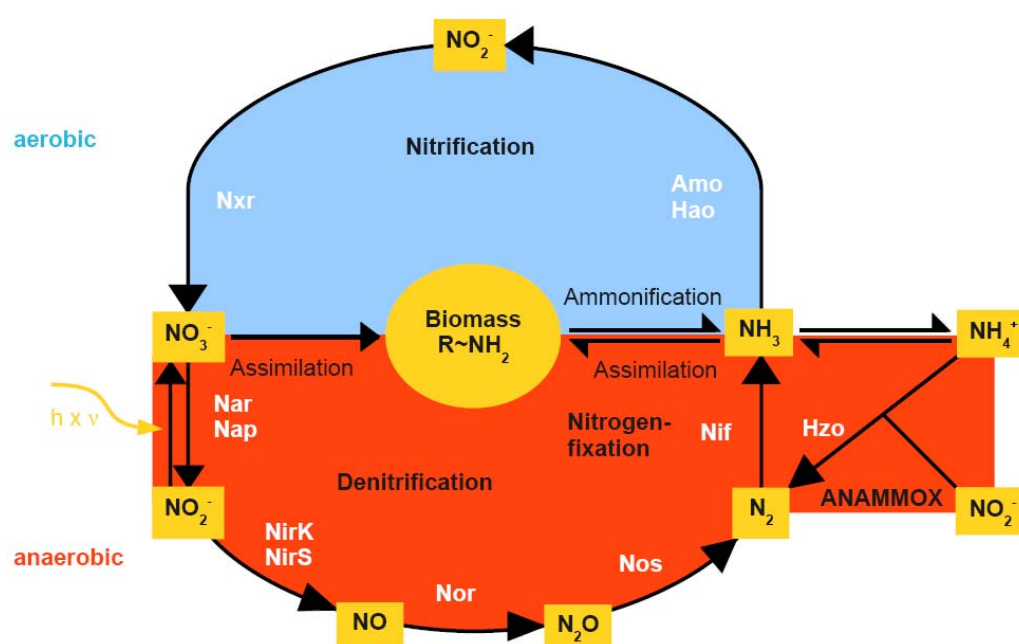 NO₂⁻
aerobic
Nitrification
Nxr
Amo
Hao
Ammonification
NO₃⁻
Biomass
R~NH₂
NH₃
NH₄⁺
Assimilation
Assimilation
h x ν
Nar
Nap
Nitrogen-
fixation
Nif
Hzo
Denitrification
NO₂⁻
N₂
ANAMMOX
NO₂⁻
anaerobic
NirK
NirS
Nos
Nor
NO
N₂O